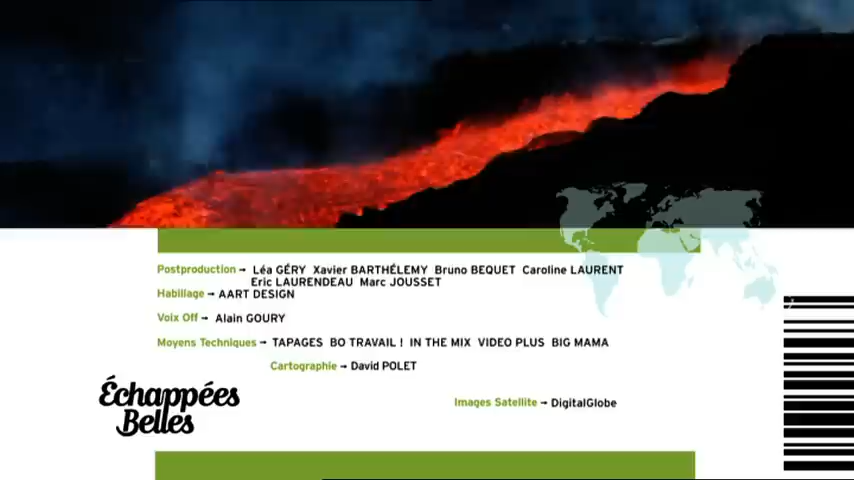 Postproduction → Léa GÉRY Xavier BARTHÉLEMY Bruno BEQUET Caroline LAURENT
Eric LAURENDEAU Marc JOUSSET
Habillage → AART DESIGN
Voix Off → Alain GOURY
Moyens Techniques → TAPAGES BO TRAVAIL ! IN THE MIX VIDEO PLUS BIG MAMA
Cartographie → David POLET
Échappées
Belles
Images Satellite → DigitalGlobe